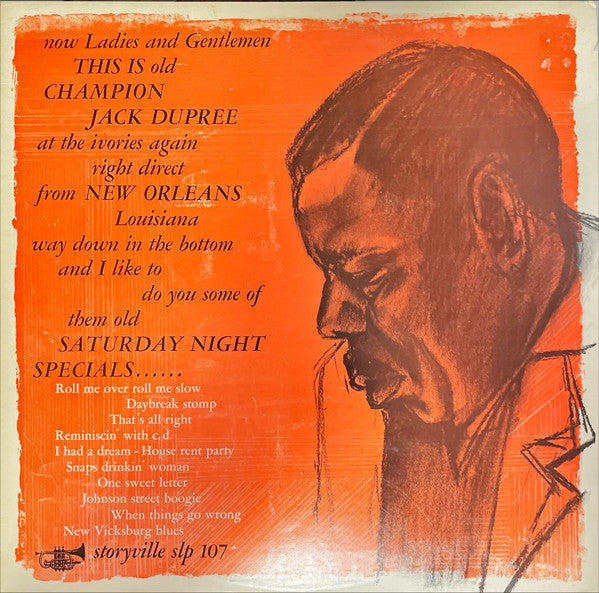 now Ladies and Gentlemen
THIS IS old
CHAMPION
JACK DUPREE
at the ivories again
right direct
from NEW ORLEANS
Louisiana
way down in the bottom
and I like to
do you some of
them old
SATURDAY NIGHT
SPECIALS......
Roll me over roll me slow
Daybreak stomp
That's all right
Reminiscin' with c.d.
I had a dream - House rent party
Snaps drinkin' woman
One sweet letter
Johnson street boogie
When things go wrong
New Vicksburg blues
storyville slp 107